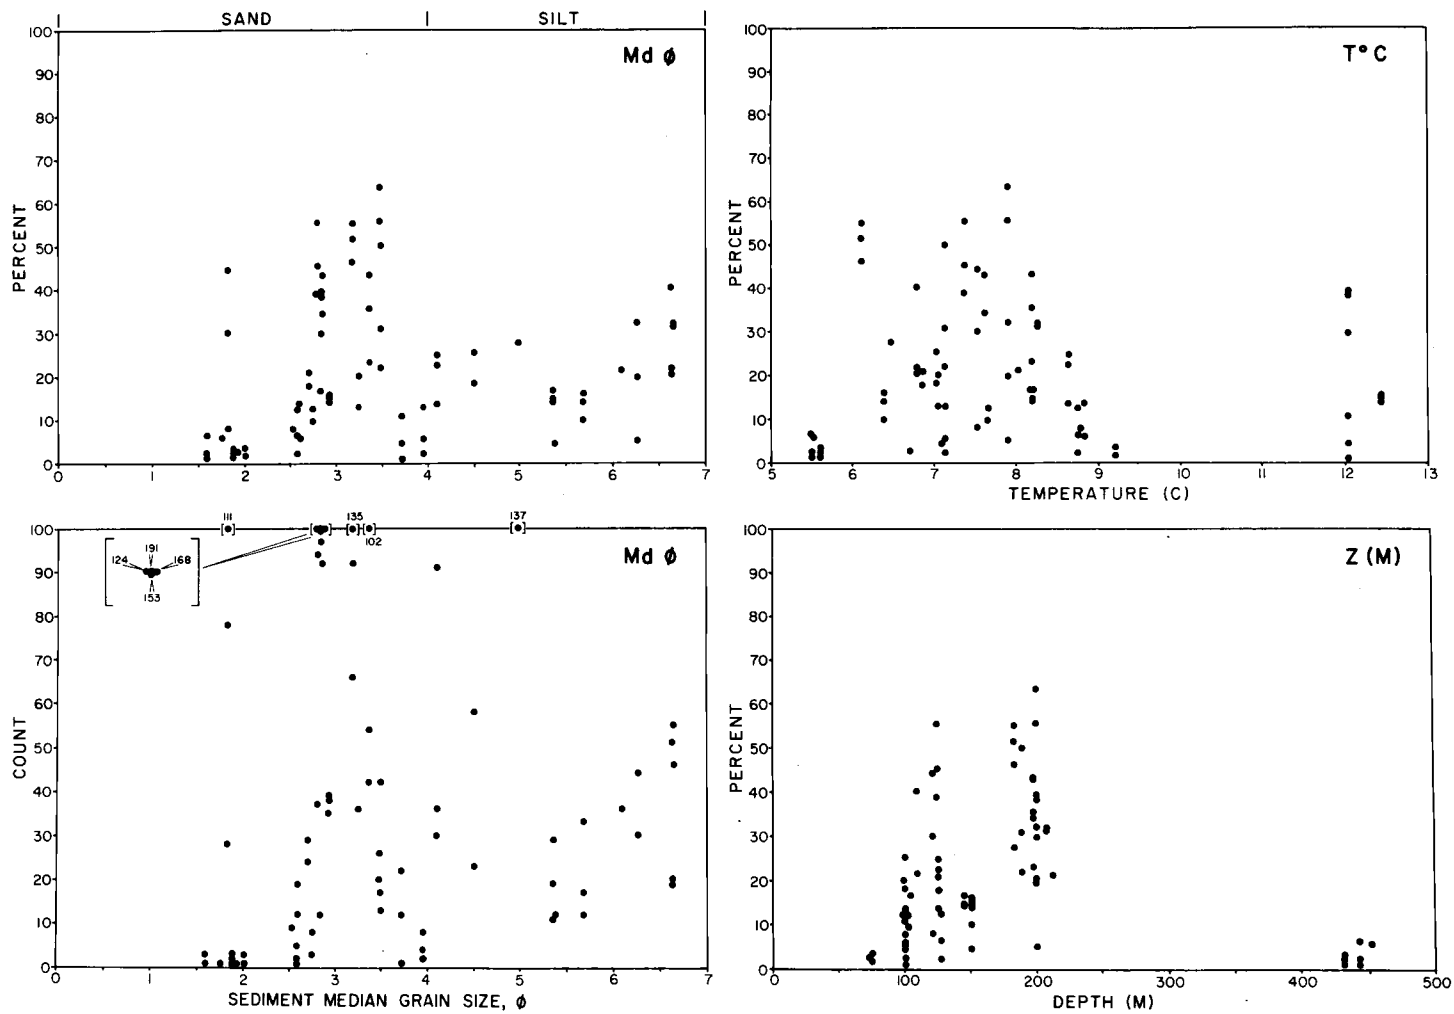 SAND SILT
100 90 80 70 60 50 40 30 20 10 0
PERCENT
Md ø
0 1 2 3 4 5 6 7
100 90 80 70 60 50 40 30 20 10 0
PERCENT
T°C
5 6 7 8 9 10 11 12 13
TEMPERATURE (C)
111 135 137
102
191
124 168
153
100 90 80 70 60 50 40 30 20 10 0
COUNT
Md ø
0 1 2 3 4 5 6 7
SEDIMENT MEDIAN GRAIN SIZE, ø
100 90 80 70 60 50 40 30 20 10 0
PERCENT
Z (M)
0 100 200 300 400 500
DEPTH (M)